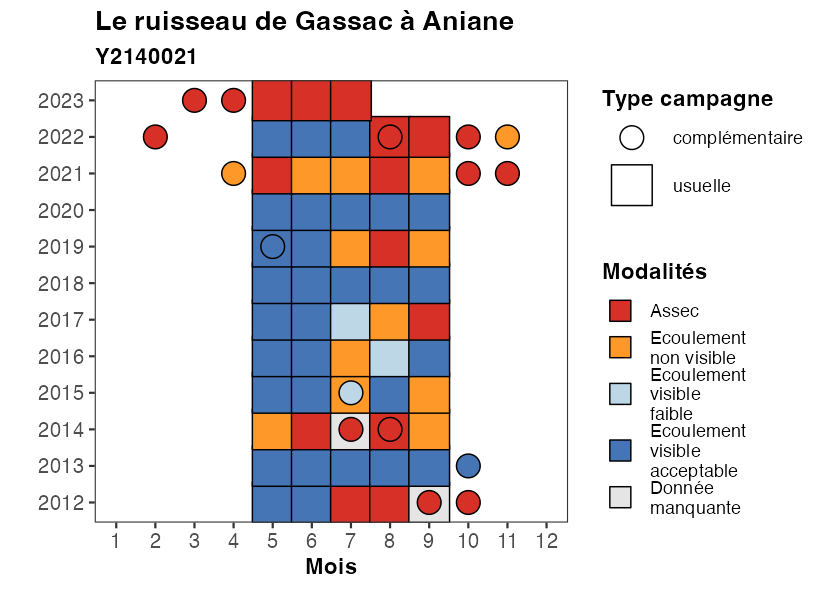 Le ruisseau de Gassac à Aniane
Y2140021
2023
2022
2021
2020
2019
2018
2017
2016
2015
2014
2013
2012
1 2 3 4 5 6 7 8 9 10 11 12
Mois
Type campagne
complémentaire
usuelle
Modalités
Assec
Ecoulement
non visible
Ecoulement
visible
faible
Ecoulement
visible
acceptable
Donnée
manquante